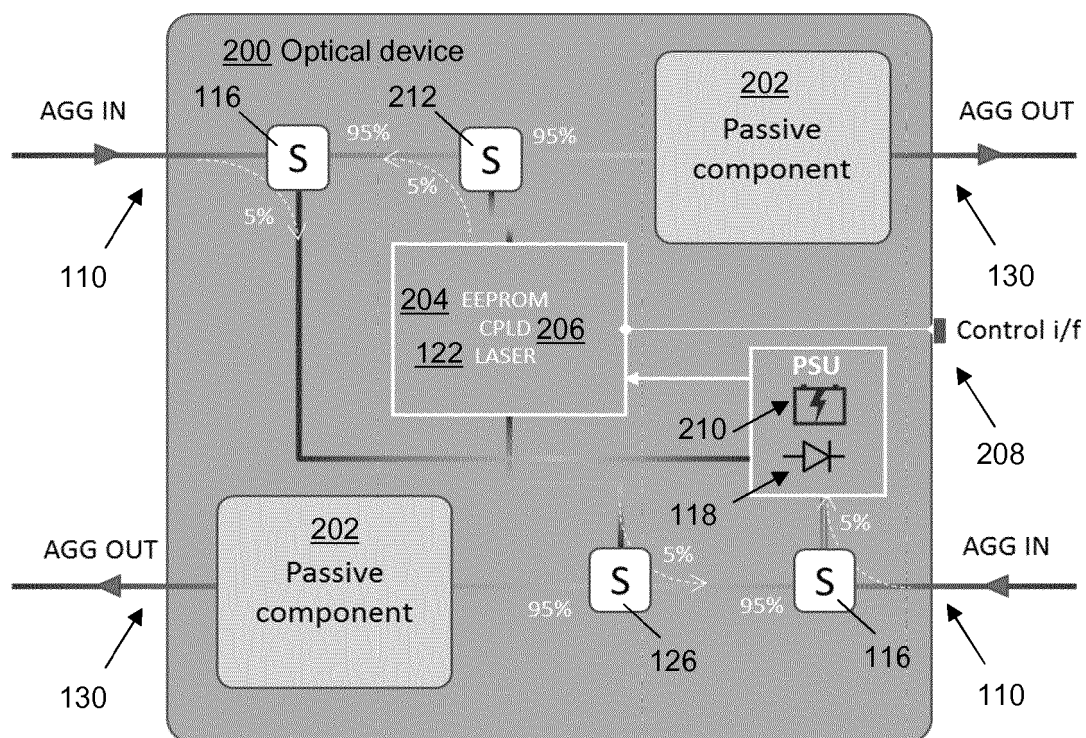 200 Optical device
AGG IN
116
212
202
Passive
component
AGG OUT
S
95%
S
95%
5%
5%
110
130
204 EEPROM
CPLD 206
122 LASER
Control i/f
PSU
210
208
118
202
Passive
component
AGG OUT
AGG IN
5%
5%
S
S
95%
95%
130
126
116
110